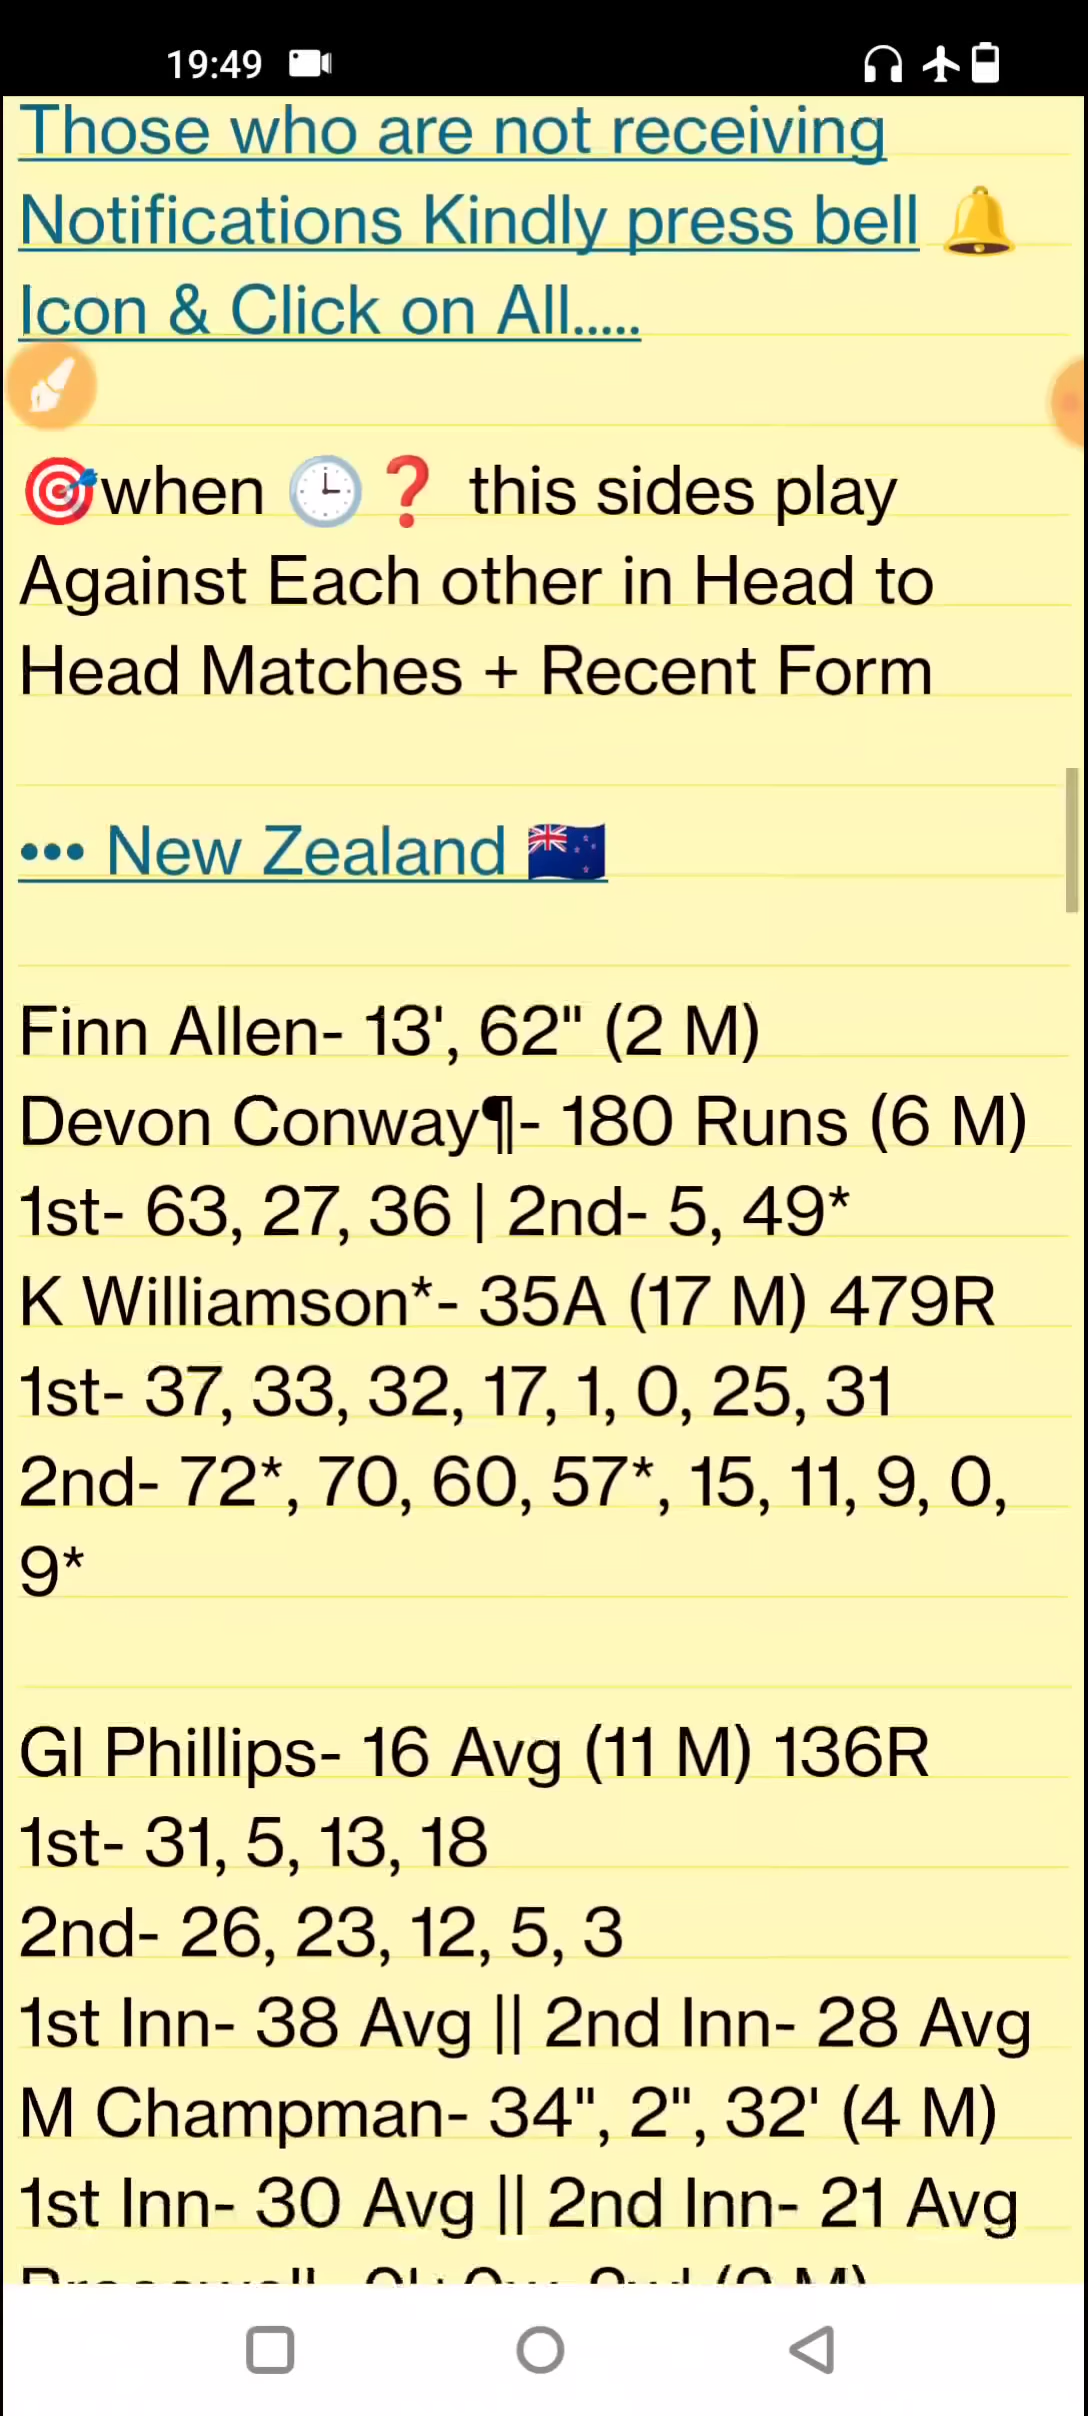 19:49
Those who are not receiving
Notifications Kindly press bell 🔔
Icon & Click on All.....
🎯when 🕒❓ this sides play
Against Each other in Head to
Head Matches + Recent Form
••• New Zealand 🇳🇿
Finn Allen- 13', 62" (2 M)
Devon Conway¶- 180 Runs (6 M)
1st- 63, 27, 36 | 2nd- 5, 49*
K Williamson*- 35A (17 M) 479R
1st- 37, 33, 32, 17, 1, 0, 25, 31
2nd- 72*, 70, 60, 57*, 15, 11, 9, 0,
9*
Gl Phillips- 16 Avg (11 M) 136R
1st- 31, 5, 13, 18
2nd- 26, 23, 12, 5, 3
1st Inn- 38 Avg || 2nd Inn- 28 Avg
M Champman- 34", 2", 32' (4 M)
1st Inn- 30 Avg || 2nd Inn- 21 Avg